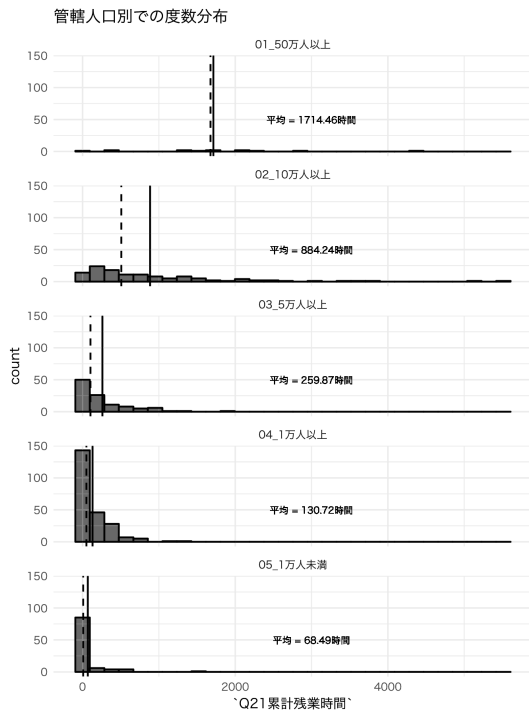 管轄人口別での度数分布
01_50万人以上
150
100
50
0
平均 = 1714.46時間
02_10万人以上
150
100
50
0
平均 = 884.24時間
03_5万人以上
150
100
50
0
平均 = 259.87時間
count
04_1万人以上
150
100
50
0
平均 = 130.72時間
05_1万人未満
150
100
50
0
平均 = 68.49時間
0 2000 4000
`Q21累計残業時間`